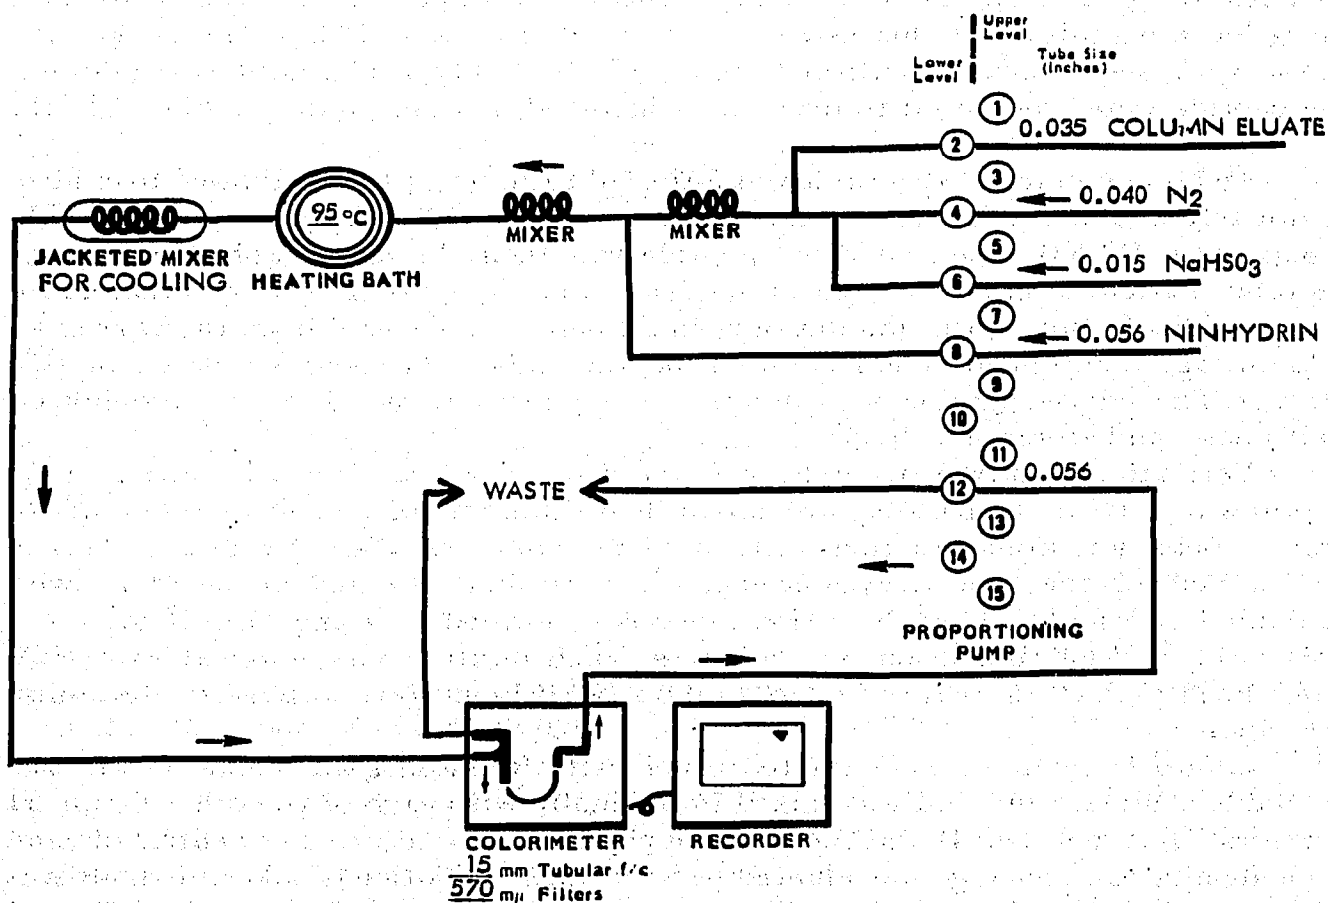 Upper
Level
Tube Size
(Inches)
Lower
Level
1
0.035 COLUMN ELUATE
2
3
0.040 N2
4
5
0.015 NaHSO3
6
7
0.056 NINHYDRIN
8
9
10
11
0.056
12
13
14
15
PROPORTIONING
PUMP
95 °C
MIXER
MIXER
JACKETED MIXER
FOR COOLING
HEATING BATH
WASTE
COLORIMETER
15 mm Tubular f/c
570 mμ Filters
RECORDER